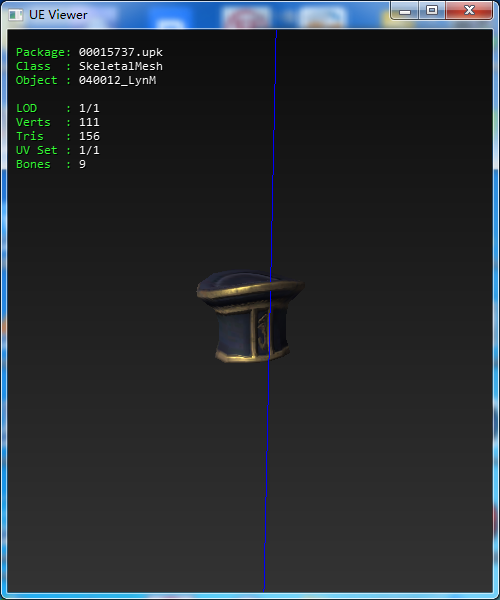 UE Viewer
Package: 00015737.upk
Class : SkeletalMesh
Object : 040012_LynM
LOD : 1/1
Verts : 111
Tris : 156
UV Set : 1/1
Bones : 9